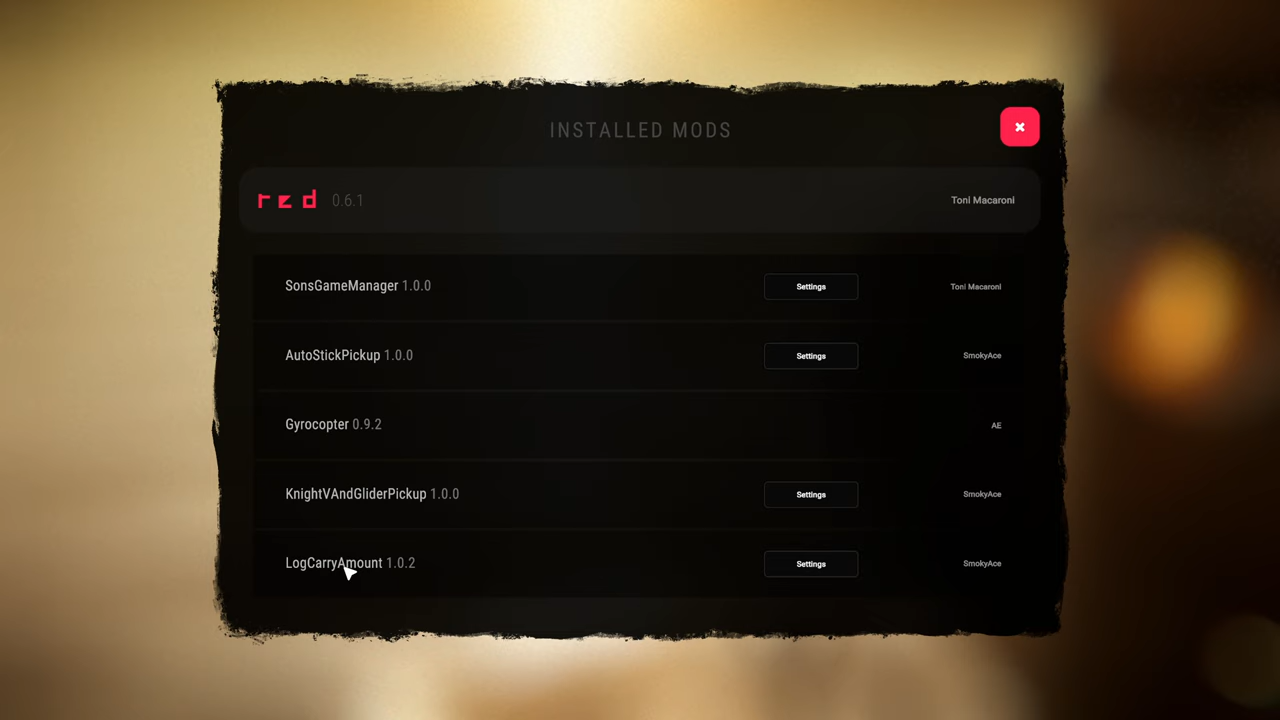 INSTALLED MODS
red 0.6.1 Toni Macaroni
SonsGameManager 1.0.0 Settings Toni Macaroni
AutoStickPickup 1.0.0 Settings SmokyAce
Gyrocopter 0.9.2 AE
KnightVAndGliderPickup 1.0.0 Settings SmokyAce
LogCarryAmount 1.0.2 Settings SmokyAce